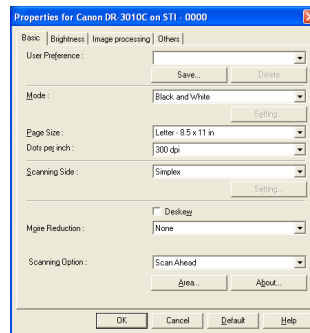 Properties for Canon DR-3010C on STI - 0000
Basic Brightness Image processing Others
User Preference :
Save... Delete
Mode : Black and White
Setting...
Page Size : Letter - 8.5 x 11 in
Dots per inch : 300 dpi
Scanning Side : Simplex
Setting...
Deskew
Moire Reduction : None
Scanning Option : Scan Ahead
Area... About...
OK Cancel Default Help